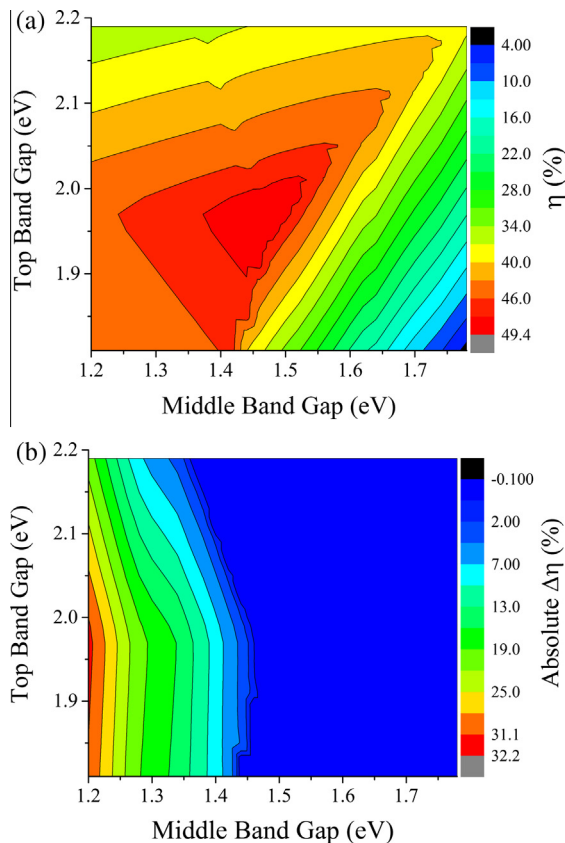 (a)
2.2
2.1
2.0
1.9
Top Band Gap (eV)
1.2 1.3 1.4 1.5 1.6 1.7
Middle Band Gap (eV)
4.00
10.0
16.0
22.0
28.0
34.0
40.0
46.0
49.4
η (%)
(b)
2.2
2.1
2.0
1.9
Top Band Gap (eV)
1.2 1.3 1.4 1.5 1.6 1.7
Middle Band Gap (eV)
-0.100
2.00
7.00
13.0
19.0
25.0
31.1
32.2
Absolute Δη (%)